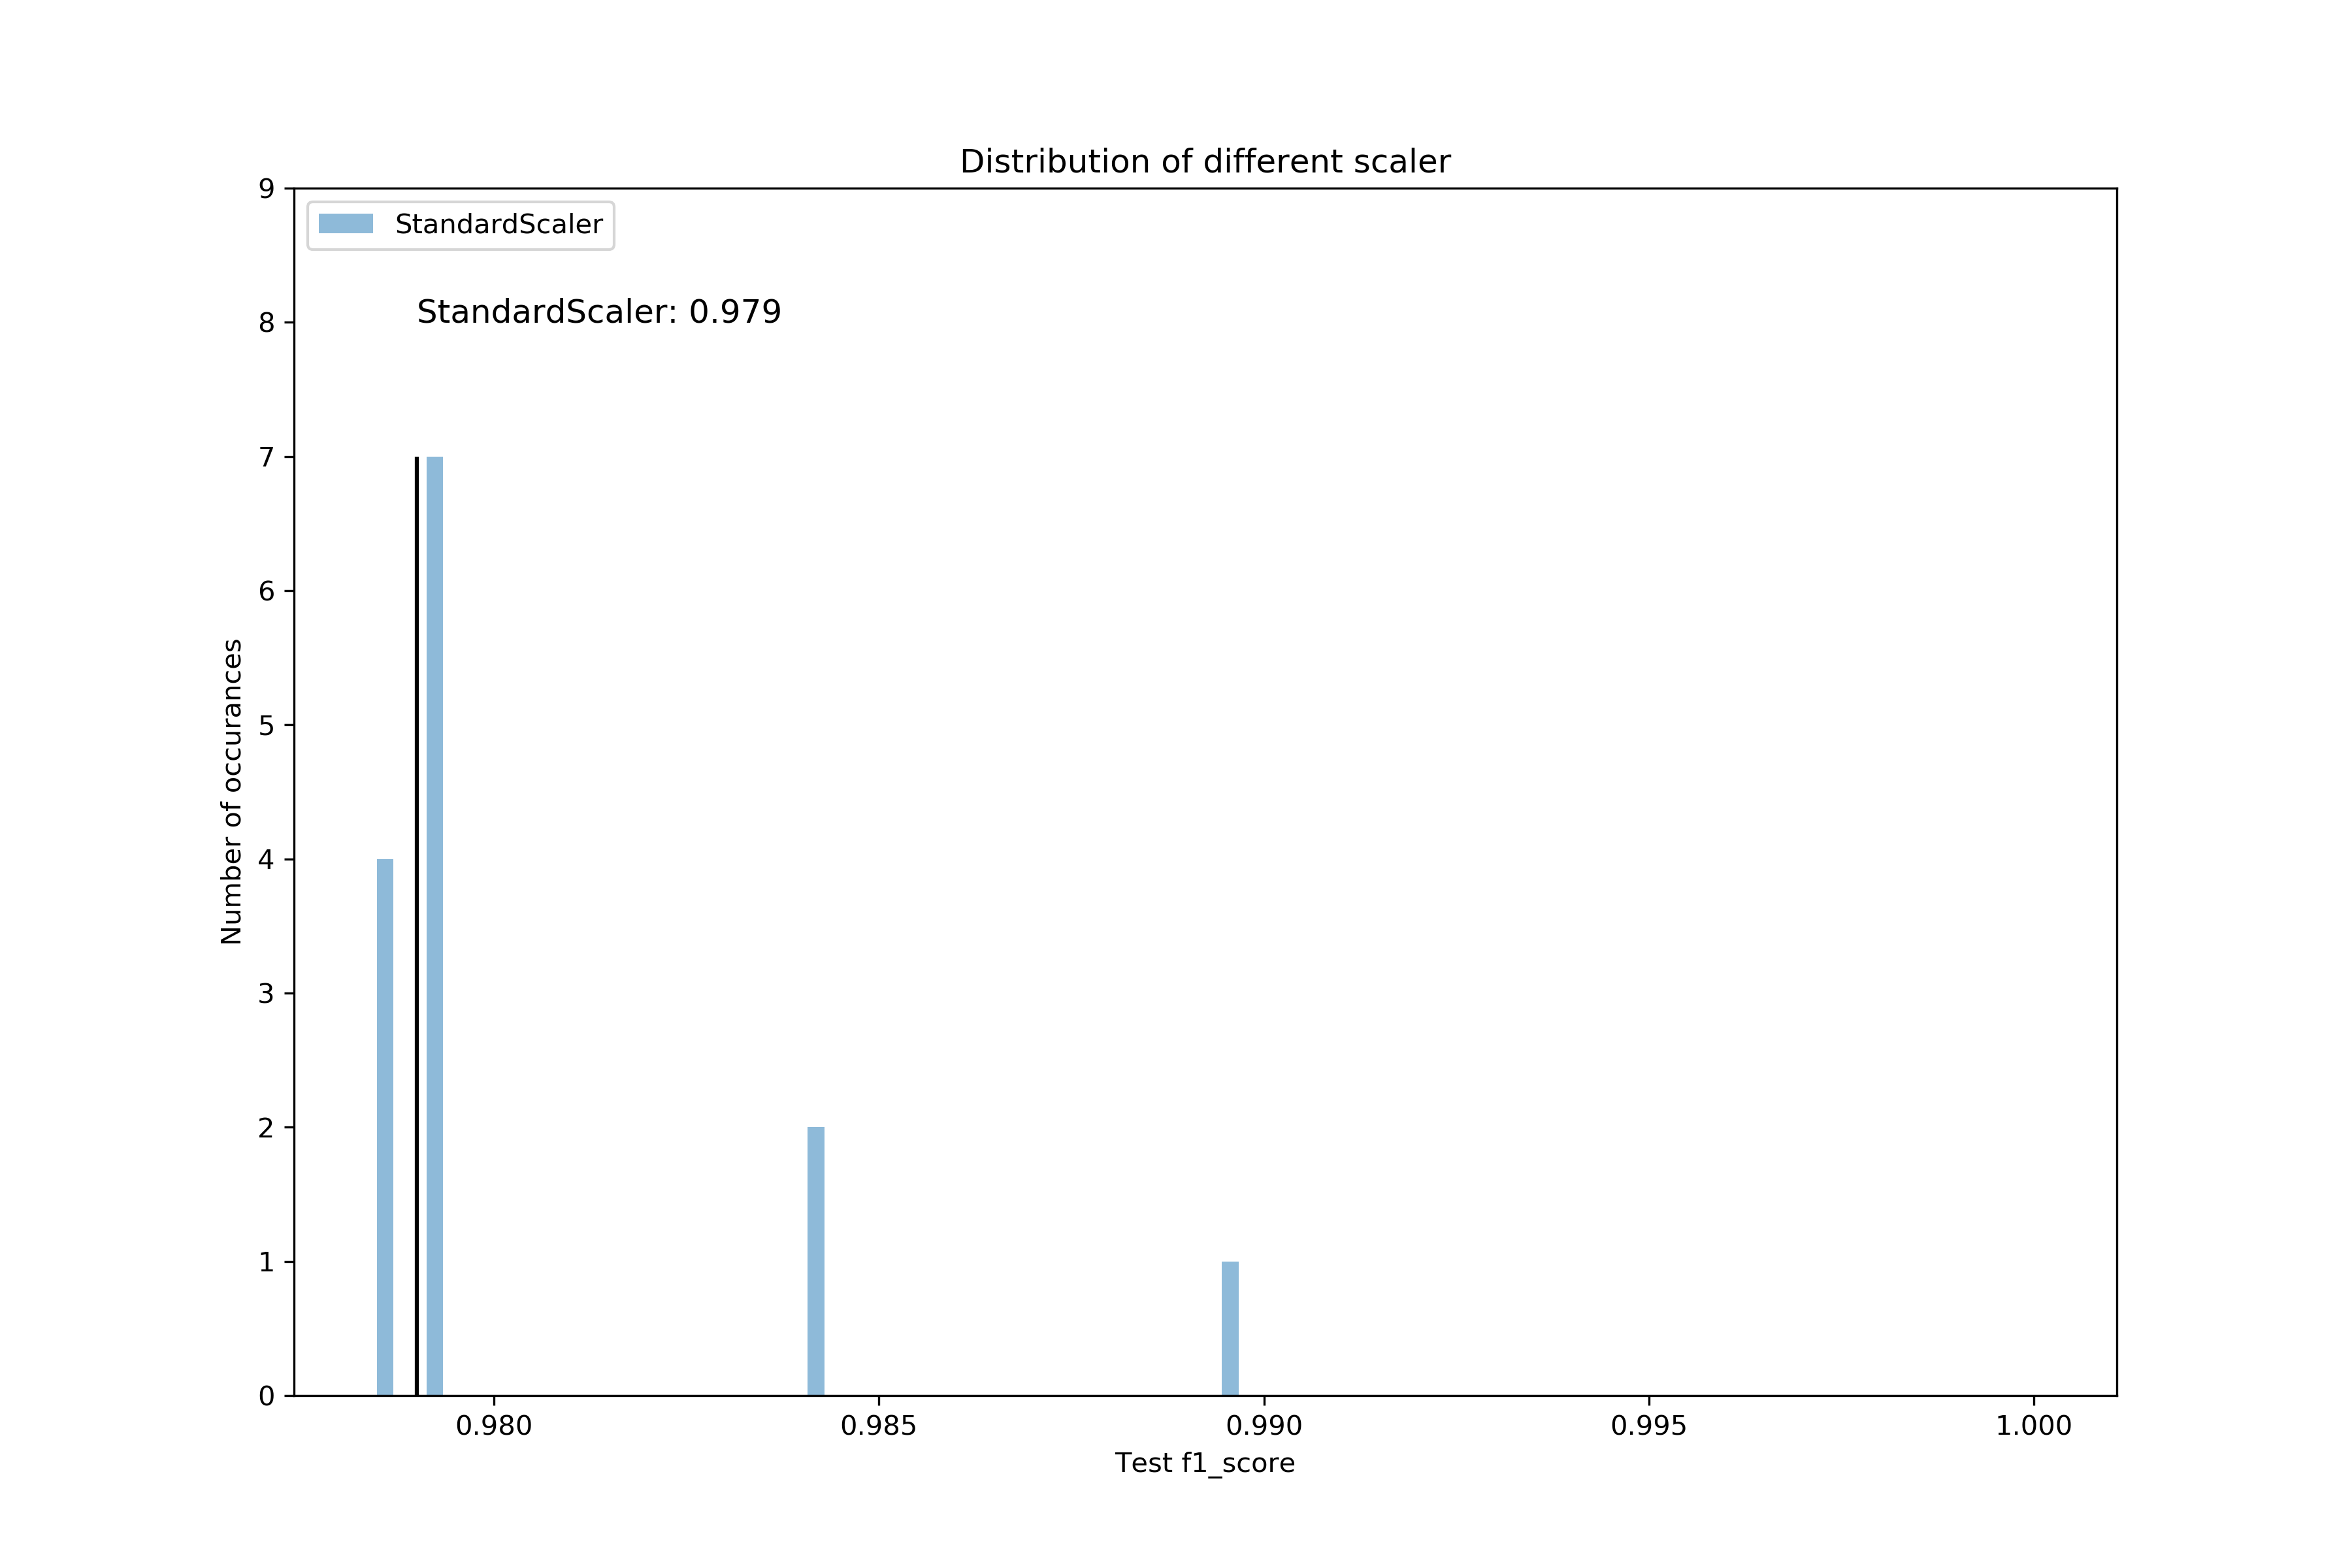 Distribution of different scaler
StandardScaler
StandardScaler: 0.979
9
8
7
6
5
4
3
2
1
0
Number of occurances
0.980 0.985 0.990 0.995 1.000
Test f1_score